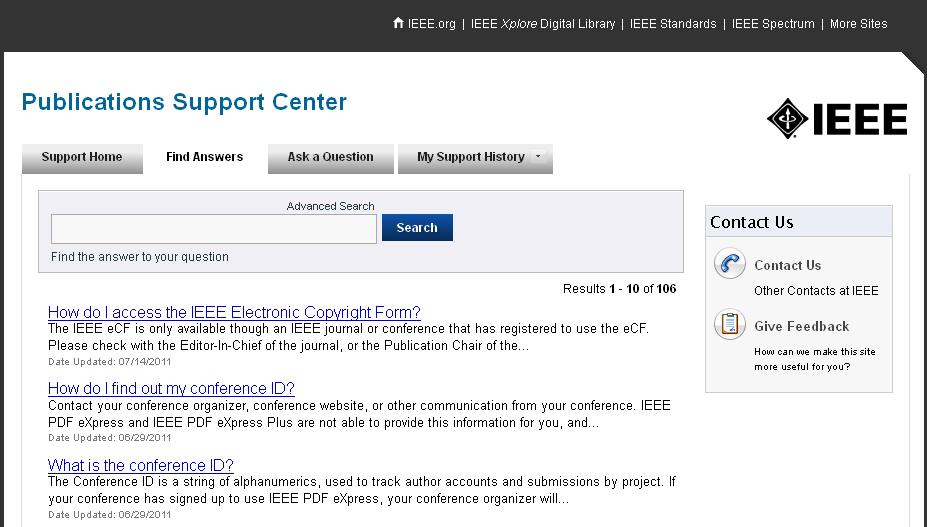 IEEE.org | IEEE Xplore Digital Library | IEEE Standards | IEEE Spectrum | More Sites
Publications Support Center
IEEE
Support Home
Find Answers
Ask a Question
My Support History
Advanced Search
Search
Find the answer to your question
Results 1 - 10 of 106
How do I access the IEEE Electronic Copyright Form?
The IEEE eCF is only available though an IEEE journal or conference that has registered to use the eCF.
Please check with the Editor-In-Chief of the journal, or the Publication Chair of the...
Date Updated: 07/14/2011
How do I find out my conference ID?
Contact your conference organizer, conference website, or other communication from your conference. IEEE
PDF eXpress and IEEE PDF eXpress Plus are not able to provide this information for you, and...
Date Updated: 06/29/2011
What is the conference ID?
The Conference ID is a string of alphanumerics, used to track author accounts and submissions by project. If
your conference has signed up to use IEEE PDF eXpress, your conference organizer will...
Date Updated: 06/29/2011
Contact Us
Contact Us
Other Contacts at IEEE
Give Feedback
How can we make this site
more useful for you?